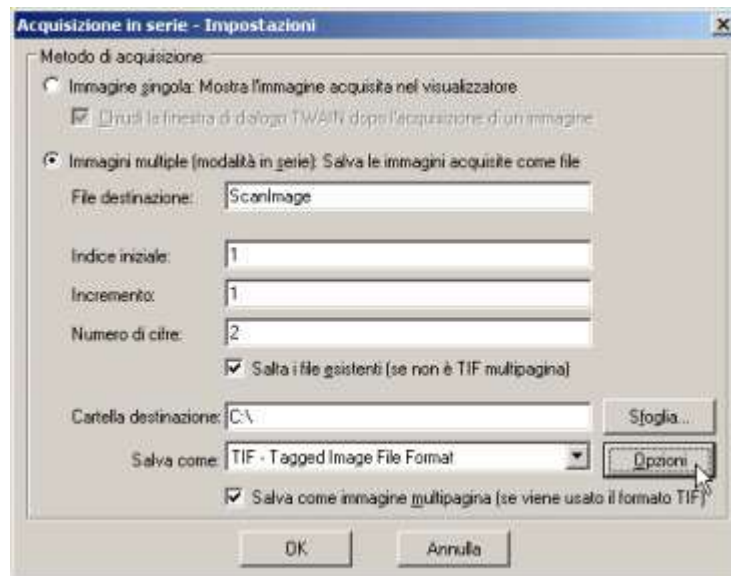 Acquisizione in serie - Impostazioni
Metodo di acquisizione:
Immagine singola: Mostra l'immagine acquisita nel visualizzatore
Chiudi la finestra di dialogo TWAIN dopo l'acquisizione di un immagine
Immagini multiple (modalità in serie): Salva le immagini acquisite come file
File destinazione: ScanImage
Indice iniziale: 1
Incremento: 1
Numero di cifre: 2
Salta i file esistenti (se non è TIF multipagina)
Cartella destinazione: C:\ Sfoglia...
Salva come: TIF - Tagged Image File Format Opzioni
Salva come immagine multipagina (se viene usato il formato TIF)
OK Annulla